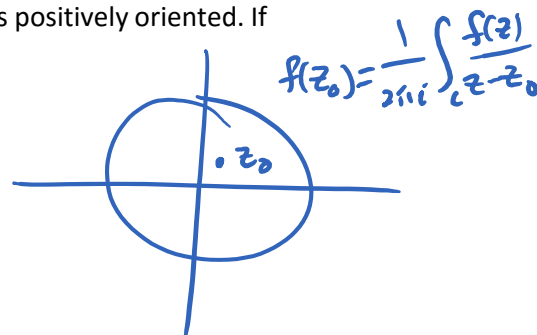 s positively oriented. If
f(z₀) = 1/2πi ∫_c f(z)/z-z₀
z₀